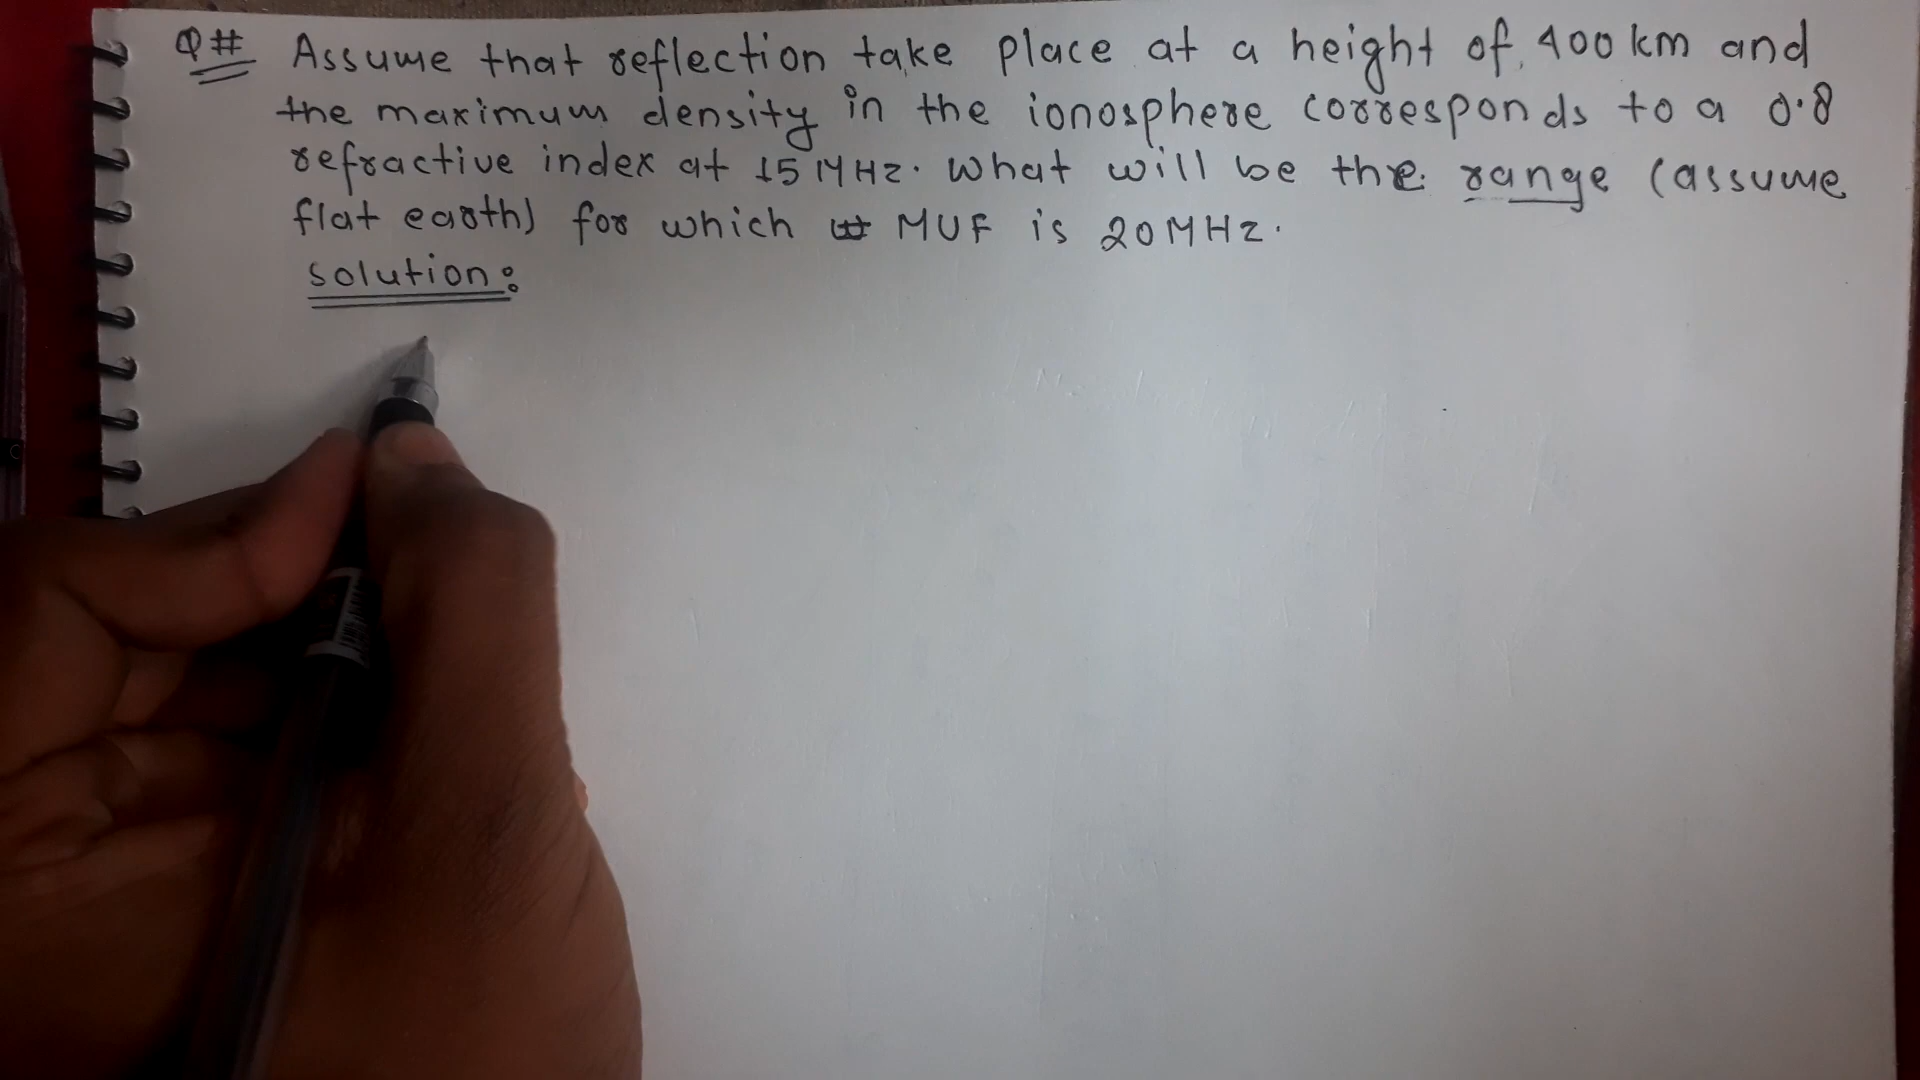 Q# Assume that reflection take place at a height of 400 km and
the maximum density in the ionosphere corresponds to a 0.8
refractive index at 15 MHz. What will be the range (assume
flat earth) for which MUF is 20MHz.
Solution: